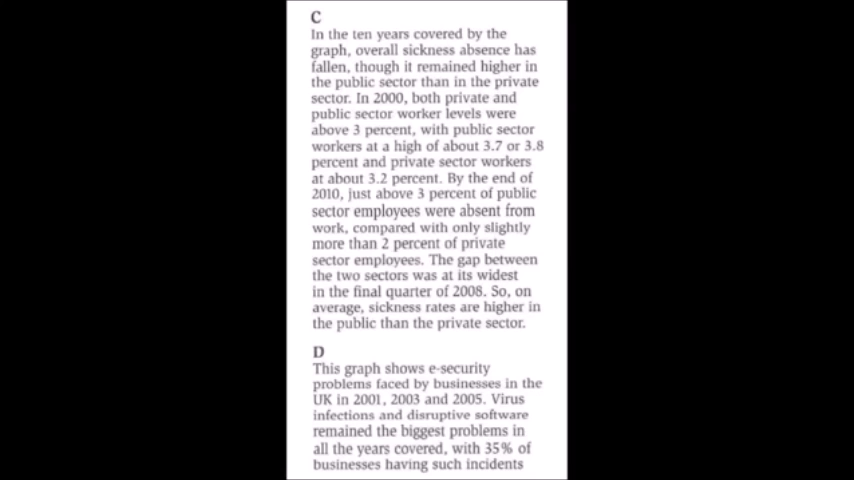 C
In the ten years covered by the
graph, overall sickness absence has
fallen, though it remained higher in
the public sector than in the private
sector. In 2000, both private and
public sector worker levels were
above 3 percent, with public sector
workers at a high of about 3.7 or 3.8
percent and private sector workers
at about 3.2 percent. By the end of
2010, just above 3 percent of public
sector employees were absent from
work, compared with only slightly
more than 2 percent of private
sector employees. The gap between
the two sectors was at its widest
in the final quarter of 2008. So, on
average, sickness rates are higher in
the public than the private sector.
D
This graph shows e-security
problems faced by businesses in the
UK in 2001, 2003 and 2005. Virus
infections and disruptive software
remained the biggest problems in
all the years covered, with 35% of
businesses having such incidents